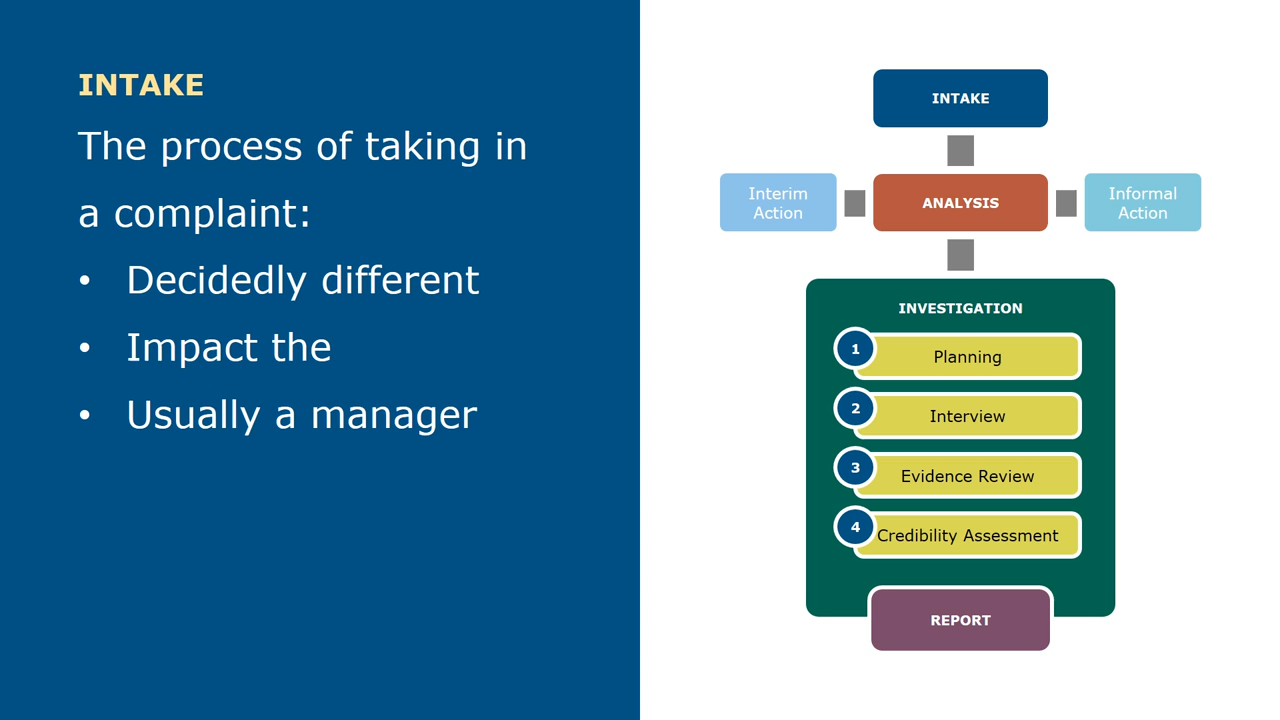 INTAKE
The process of taking in
a complaint:
• Decidedly different
• Impact the
• Usually a manager
INTAKE
Interim
Action
ANALYSIS
Informal
Action
INVESTIGATION
1 Planning
2 Interview
3 Evidence Review
4 Credibility Assessment
REPORT